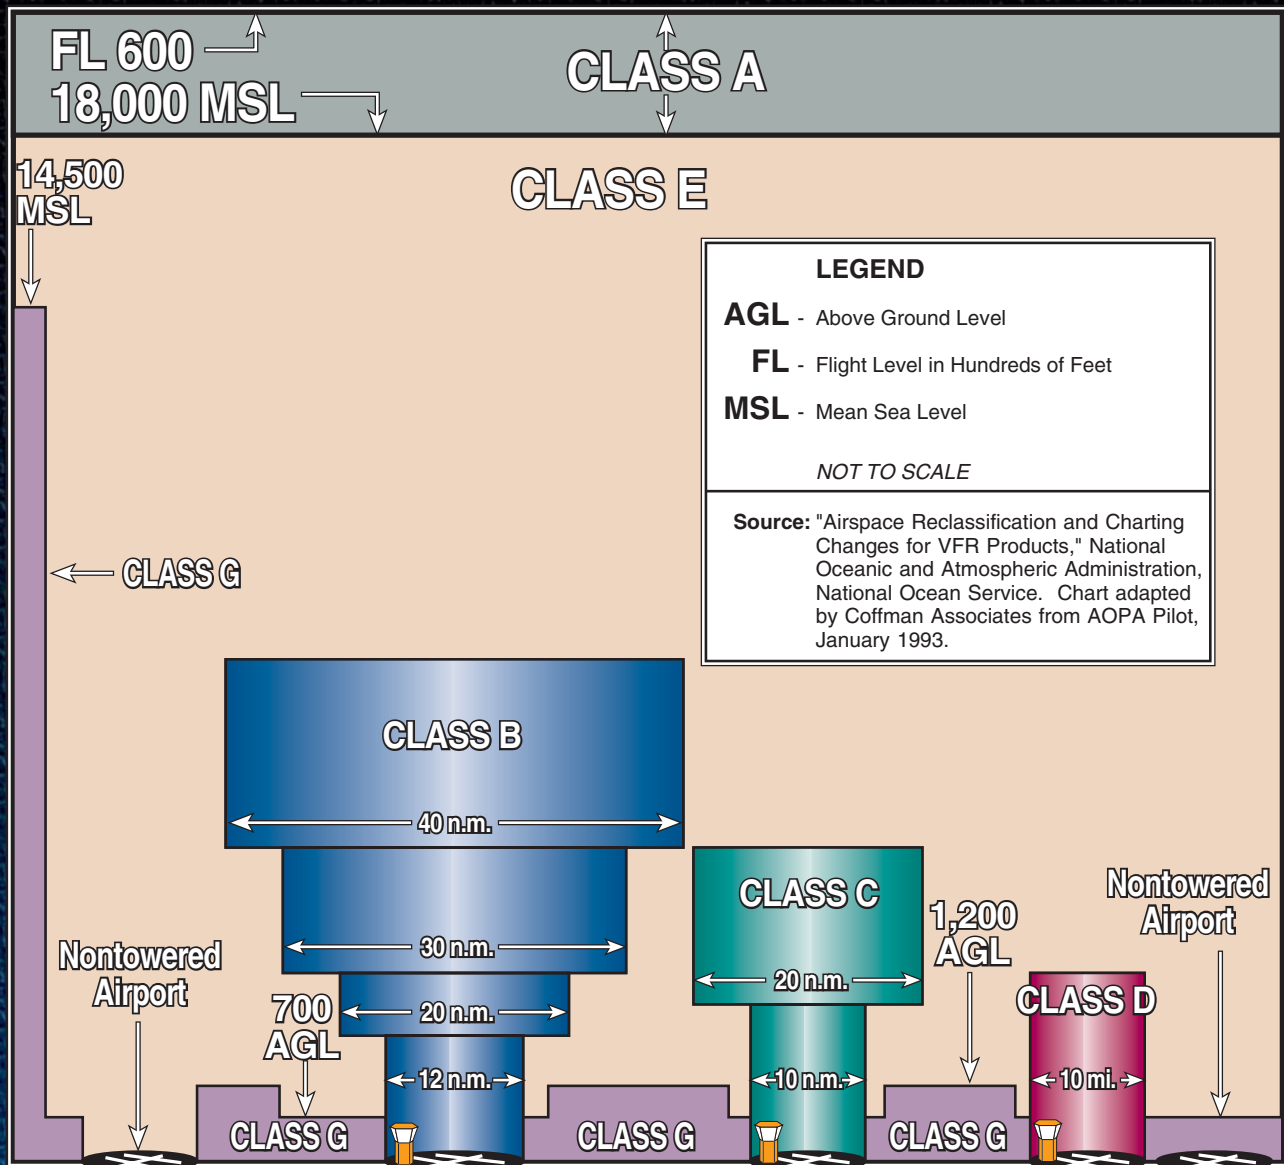 FL 600
18,000 MSL
CLASS A
14,500
MSL
CLASS E
LEGEND
AGL - Above Ground Level
FL - Flight Level in Hundreds of Feet
MSL - Mean Sea Level
NOT TO SCALE
Source: "Airspace Reclassification and Charting
Changes for VFR Products," National
Oceanic and Atmospheric Administration,
National Ocean Service. Chart adapted
by Coffman Associates from AOPA Pilot,
January 1993.
CLASS G
CLASS B
40 n.m.
30 n.m.
20 n.m.
12 n.m.
CLASS C
20 n.m.
10 n.m.
1,200
AGL
Nontowered
Airport
CLASS D
10 mi.
Nontowered
Airport
700
AGL
CLASS G
CLASS G
CLASS G